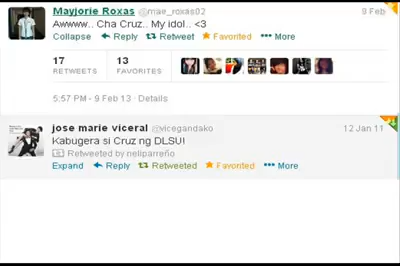 Mayjorie Roxas @mae_roxas02 9 Feb
Awwww.. Cha Cruz.. My idol.. <3
Collapse Reply Retweet Favorited More
17 13
RETWEETS FAVORITES
5:57 PM - 9 Feb 13 · Details
jose marie viceral @vicegandako 12 Jan 11
Kabugera si Cruz ng DLSU!
Retweeted by neliparreño
Expand Reply Retweeted Favorited More